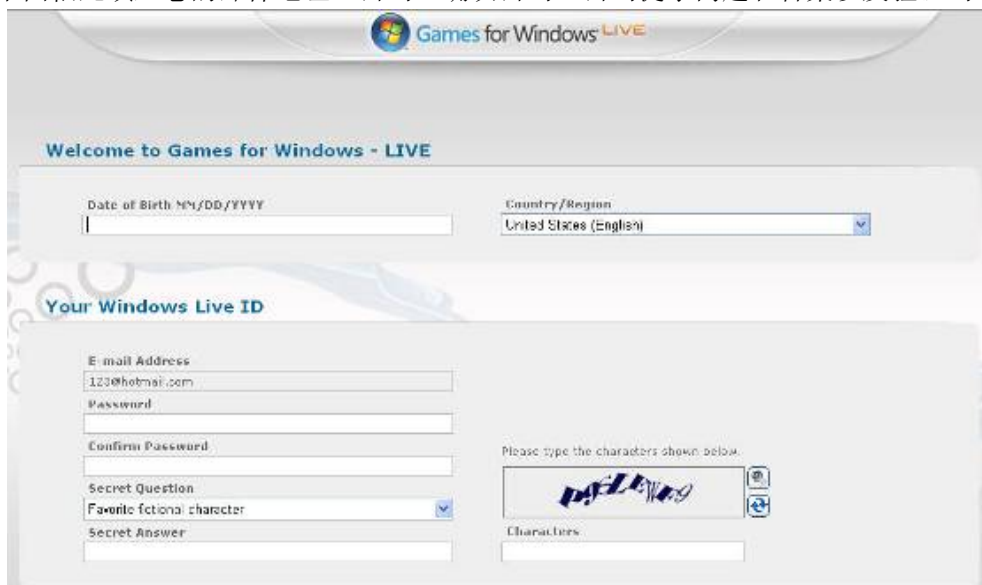 Games for Windows LIVE
Welcome to Games for Windows - LIVE
Date of Birth MM/DD/YYYY
Country/Region
United States (English)
Your Windows Live ID
E-mail Address
123@hotmail.com
Password
Confirm Password
Please type the characters shown below.
Secret Question
Favorite fictional character
Secret Answer
Characters